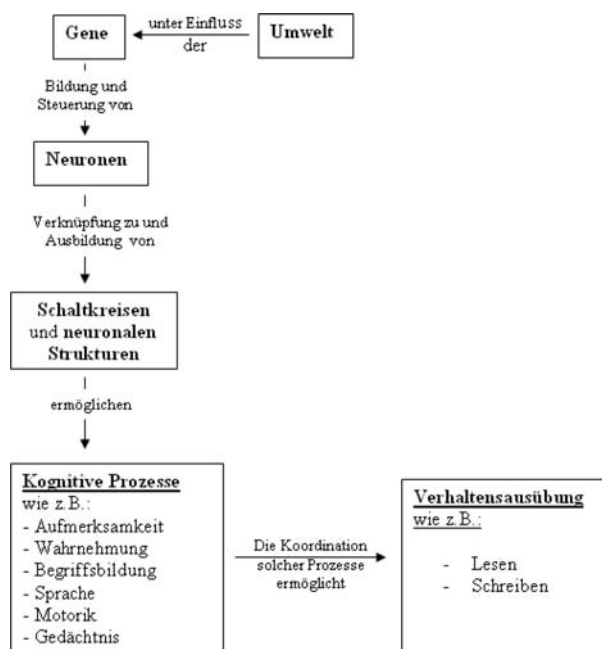 Gene
unter Einfluss
der
Umwelt
Bildung und
Steuerung von
Neuronen
Verknüpfung zu und
Ausbildung von
Schaltkreisen
und neuronalen
Strukturen
ermöglichen
Kognitive Prozesse
wie z.B.:
- Aufmerksamkeit
- Wahrnehmung
- Begriffsbildung
- Sprache
- Motorik
- Gedächtnis
Die Koordination
solcher Prozesse
ermöglicht
Verhaltensausübung
wie z.B.:
- Lesen
- Schreiben